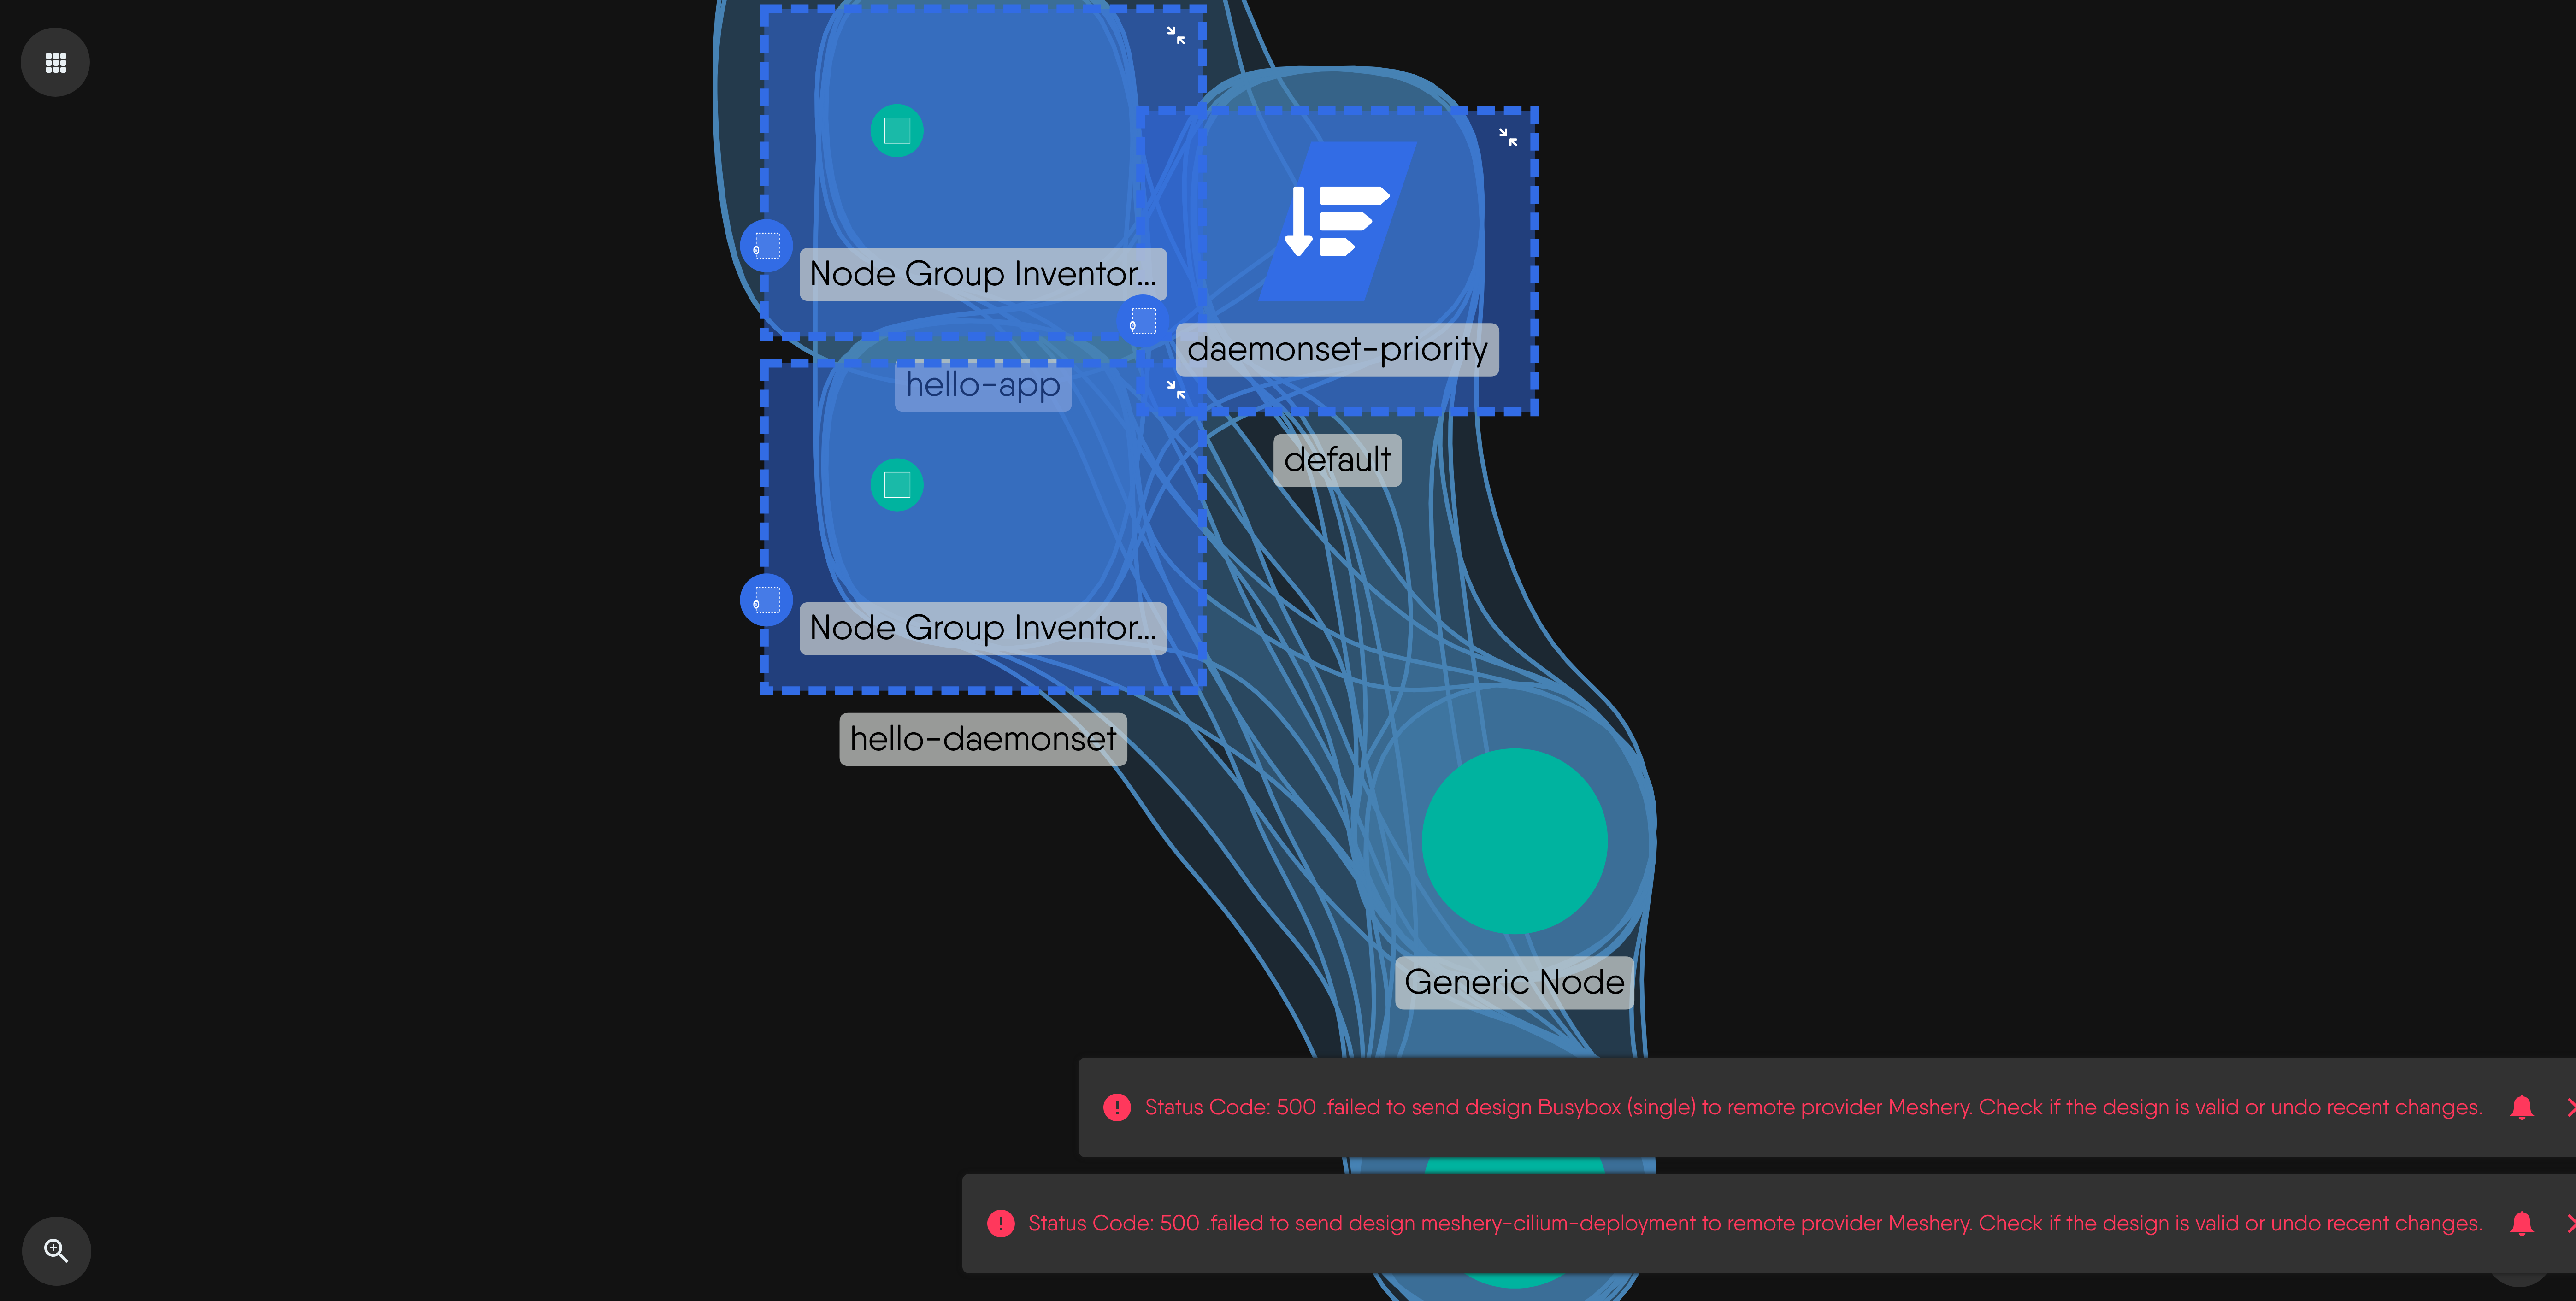 Node Group Inventor...
daemonset-priority
hello-app
default
Node Group Inventor...
hello-daemonset
Generic Node
Status Code: 500 .failed to send design Busybox (single) to remote provider Meshery. Check if the design is valid or undo recent changes.
Status Code: 500 .failed to send design meshery-cilium-deployment to remote provider Meshery. Check if the design is valid or undo recent changes.